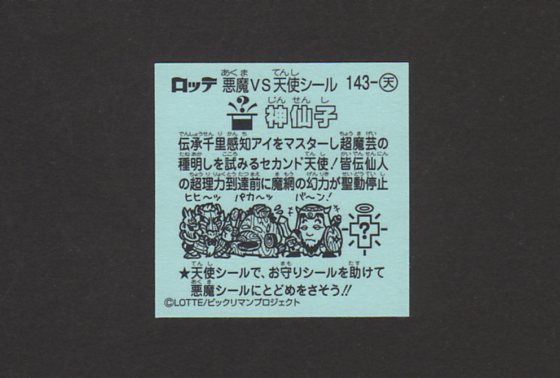 ロッテ 悪魔VS天使シール 143-天
? 神仙子
伝承千里感知アイをマスターし超魔芸の
種明しを試みるセカンド天使!皆伝仙人
の超理力到達前に魔網の幻力が聖動停止
ヒヒ〜ッ パカ〜ッ パ〜ン!
?
★天使シールで、お守りシールを助けて
悪魔シールにとどめをさそう!!
©LOTTE/ビックリマンプロジェクト